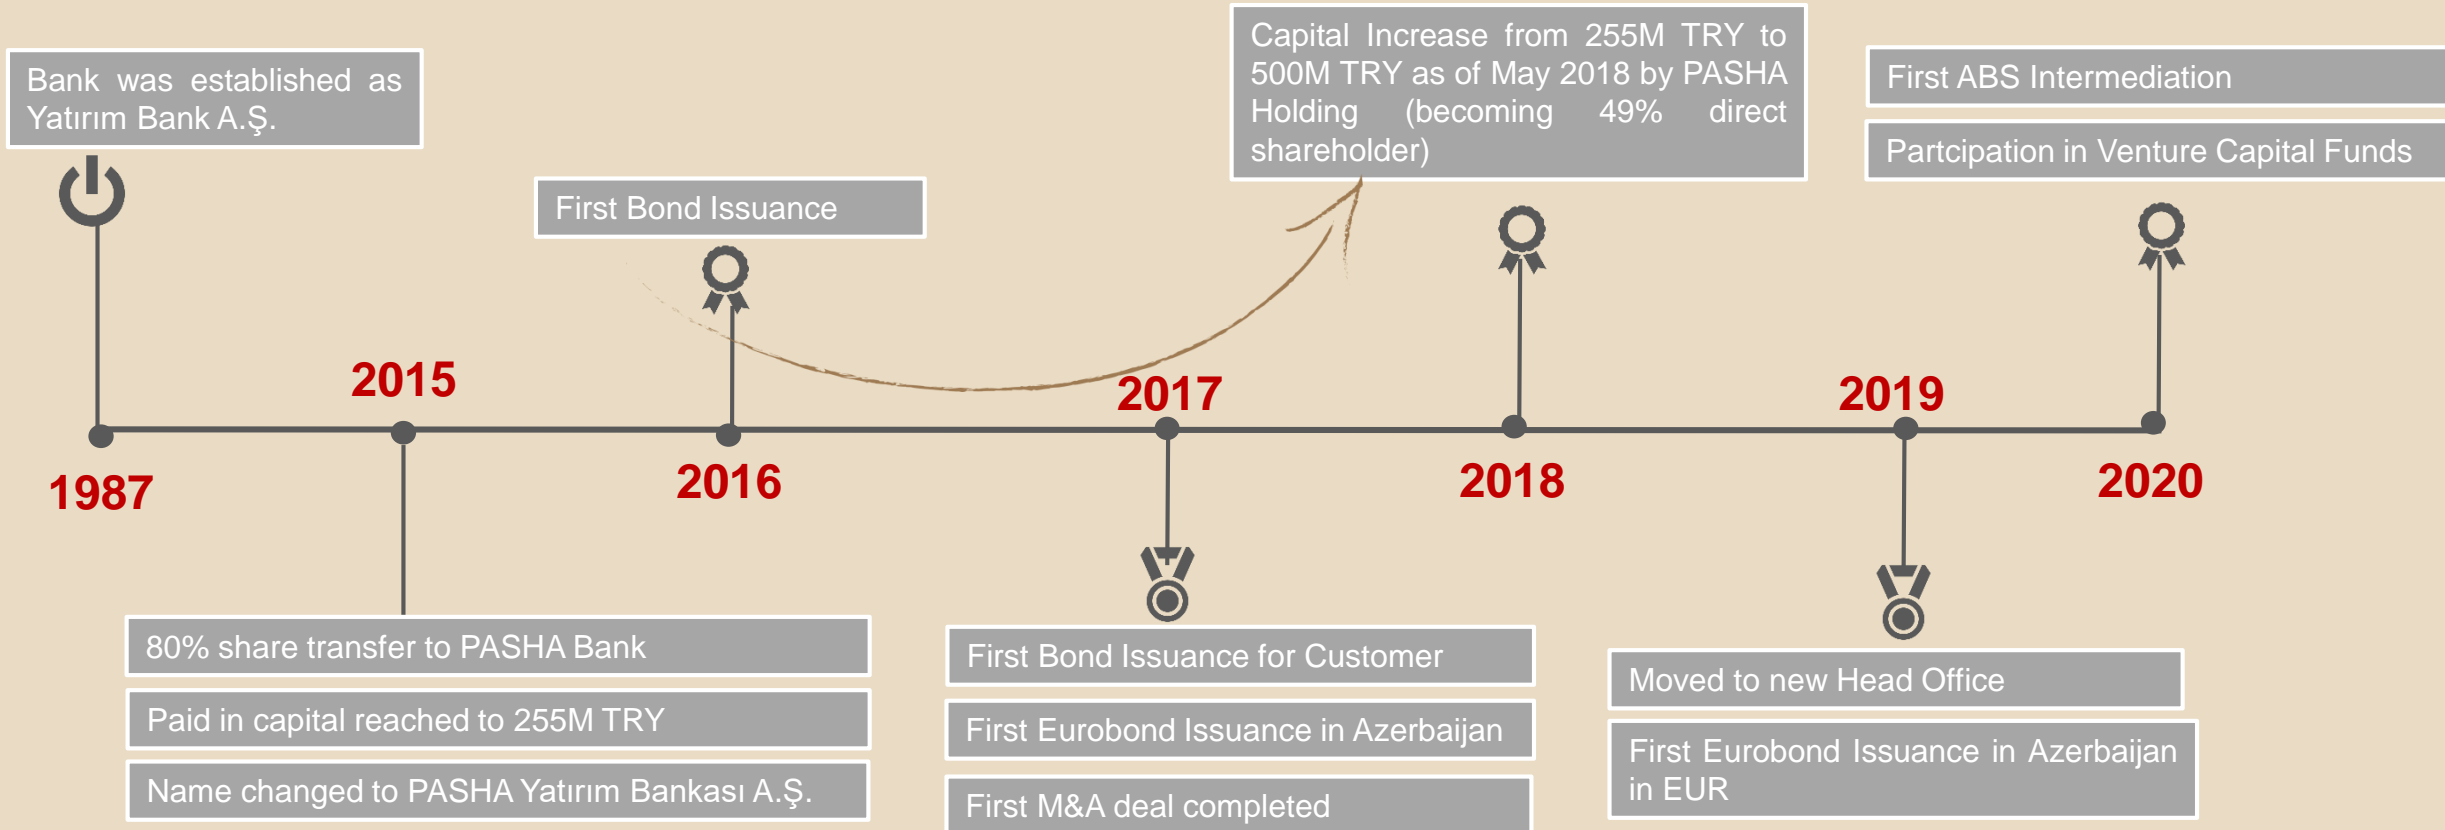 Bank was established as
Yatırım Bank A.Ş.
First Bond Issuance
Capital Increase from 255M TRY to
500M TRY as of May 2018 by PASHA
Holding (becoming 49% direct
shareholder)
First ABS Intermediation
Partcipation in Venture Capital Funds
2015
2017
2019
1987
2016
2018
2020
80% share transfer to PASHA Bank
Paid in capital reached to 255M TRY
Name changed to PASHA Yatırım Bankası A.Ş.
First Bond Issuance for Customer
First Eurobond Issuance in Azerbaijan
First M&A deal completed
Moved to new Head Office
First Eurobond Issuance in Azerbaijan
in EUR